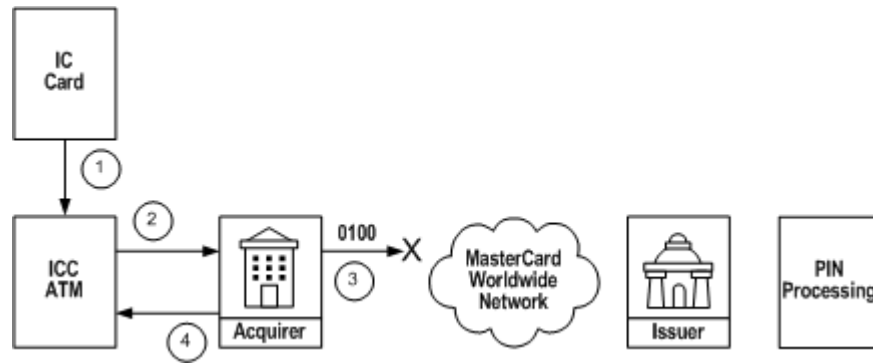 IC
Card
1
2
ICC
ATM
Acquirer
0100
X
3
4
MasterCard
Worldwide
Network
Issuer
PIN
Processing